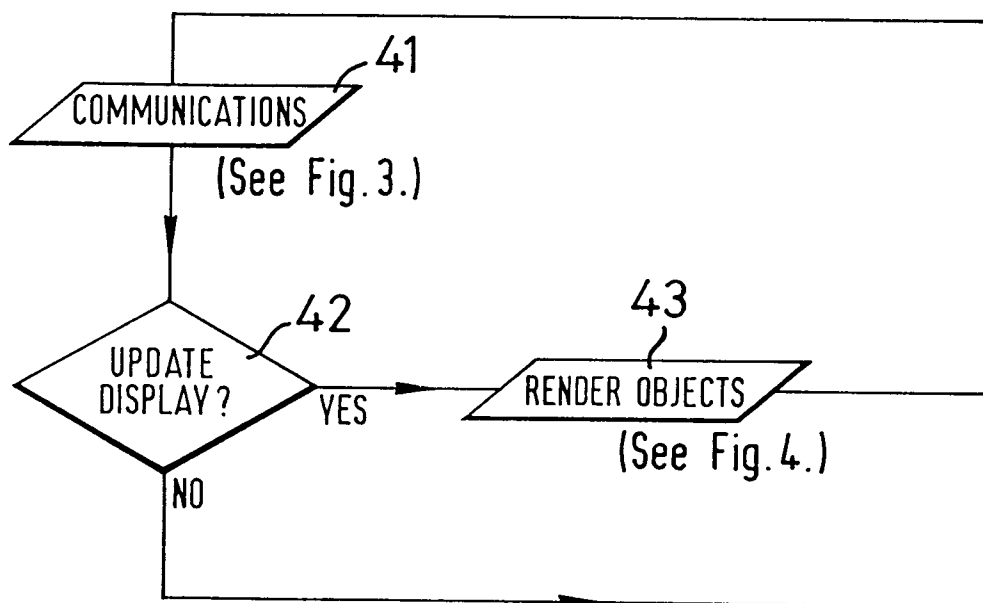 41
COMMUNICATIONS
(See Fig. 3.)
42
UPDATE
DISPLAY?
YES
NO
43
RENDER OBJECTS
(See Fig. 4.)